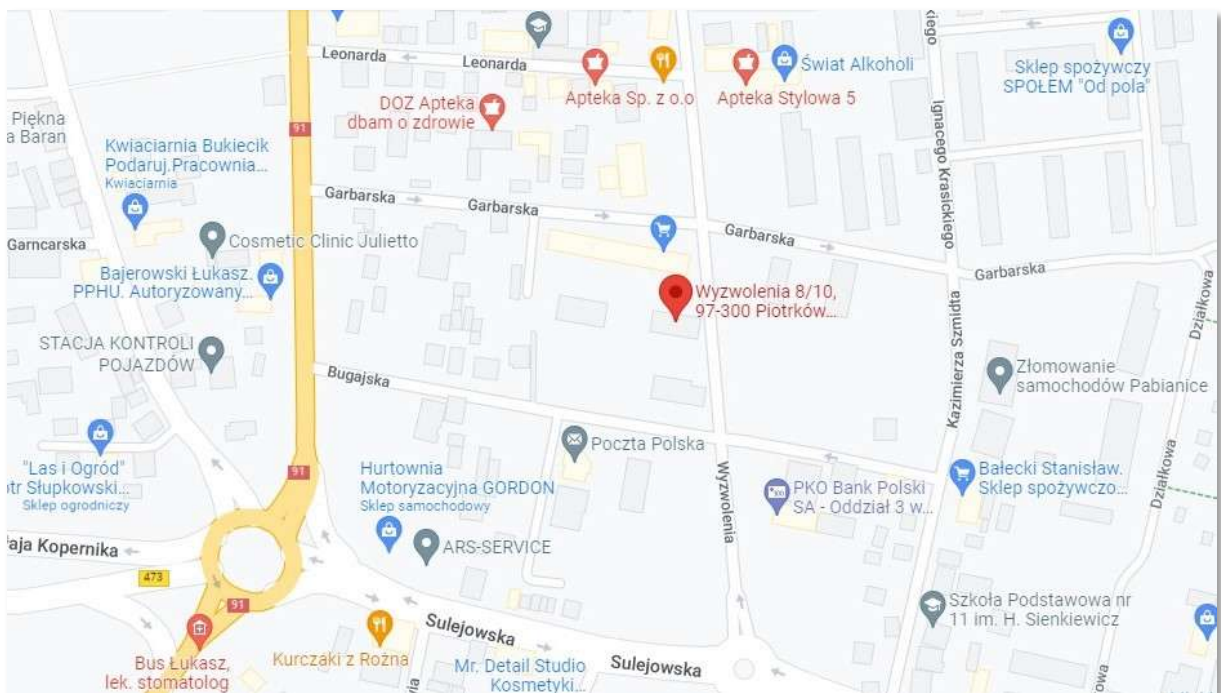 Leonarda
Leonarda
kiego
Świat Alkoholi
Sklep spożywczy
SPOŁEM "Od pola"
DOZ Apteka
dbam o zdrowie
Apteka Sp. z o.o
Apteka Stylowa 5
Piękna
a Baran
91
Kwiaciarnia Bukiecik
Podaruj.Pracownia...
Kwiaciarnia
Ignacego Krasickiego
Garbarska
Garbarska
Garbarska
Garbarska
Garncarska
Cosmetic Clinic Julietto
Bajerowski Łukasz.
PPHU. Autoryzowany...
Wyzwolenia 8/10,
97-300 Piotrków...
Działkowa
STACJA KONTROLI
POJAZDÓW
Bugajska
Kazimierza Szmidta
Złomowanie
samochodów Pabianice
Poczta Polska
"Las i Ogród"
otr Słupkowski...
Sklep ogrodniczy
91
Hurtownia
Motoryzacyjna GORDON
Sklep samochodowy
Wyzwolenia
PKO Bank Polski
SA - Oddział 3 w...
Bałecki Stanisław.
Sklep spożywczo...
Działkowa
aja Kopernika
ARS-SERVICE
473
91
Szkoła Podstawowa nr
11 im. H. Sienkiewicz
Sulejowska
Sulejowska
Bus Łukasz,
lek. stomatolog
Kurczaki z Rożna
Mr. Detail Studio
Kosmetyki...
via
owa